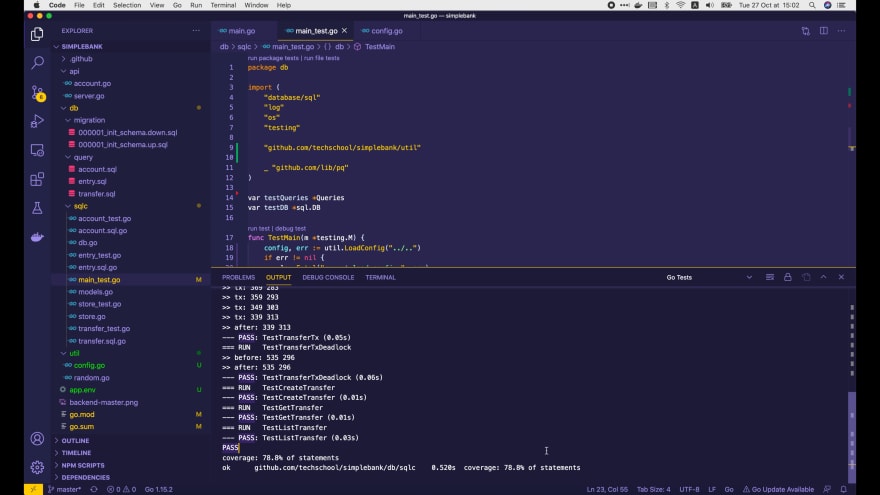 Code File Edit Selection View Go Run Terminal Window Help
Tue 27 Oct at 15:02
main_test.go — simplebank
EXPLORER
SIMPLEBANK
.github
api
account.go
server.go
db
migration
000001_init_schema.down.sql
000001_init_schema.up.sql
query
account.sql
entry.sql
transfer.sql
sqlc
account_test.go
account.sql.go
db.go
entry_test.go
entry.sql.go
main_test.go M
models.go
store_test.go
store.go
transfer_test.go
transfer.sql.go
util
config.go U
random.go
app.env U
backend-master.png
go.mod M
go.sum M
OUTLINE
TIMELINE
NPM SCRIPTS
DEPENDENCIES
main.go main_test.go config.go
db > sqlc > main_test.go > {} db > TestMain
run package tests | run file tests
1 package db
2
3 import (
4 "database/sql"
5 "log"
6 "os"
7 "testing"
8
9 "github.com/techschool/simplebank/util"
10
11 _ "github.com/lib/pq"
12 )
13
14 var testQueries *Queries
15 var testDB *sql.DB
16
run test | debug test
17 func TestMain(m *testing.M) {
18 config, err := util.LoadConfig("../..")
19 if err != nil {
PROBLEMS OUTPUT DEBUG CONSOLE TERMINAL Go Tests
>> tx: 369 283
>> tx: 359 293
>> tx: 349 303
>> tx: 339 313
>> after: 339 313
--- PASS: TestTransferTx (0.05s)
=== RUN TestTransferTxDeadlock
>> before: 535 296
>> after: 535 296
--- PASS: TestTransferTxDeadlock (0.06s)
=== RUN TestCreateTransfer
--- PASS: TestCreateTransfer (0.01s)
=== RUN TestGetTransfer
--- PASS: TestGetTransfer (0.01s)
=== RUN TestListTransfer
--- PASS: TestListTransfer (0.03s)
PASS
coverage: 78.8% of statements
ok github.com/techschool/simplebank/db/sqlc 0.520s coverage: 78.8% of statements
master* 0 0 Go 1.15.2 Ln 23, Col 55 Tab Size: 4 UTF-8 LF Go Go Update Available